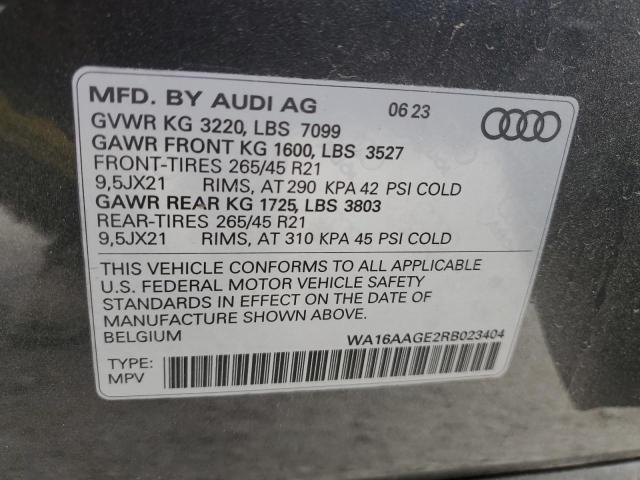 MFD. BY AUDI AG 06 23
GVWR KG 3220, LBS 7099
GAWR FRONT KG 1600, LBS 3527
FRONT-TIRES 265/45 R21
9,5JX21 RIMS, AT 290 KPA 42 PSI COLD
GAWR REAR KG 1725, LBS 3803
REAR-TIRES 265/45 R21
9,5JX21 RIMS, AT 310 KPA 45 PSI COLD
THIS VEHICLE CONFORMS TO ALL APPLICABLE
U.S. FEDERAL MOTOR VEHICLE SAFETY
STANDARDS IN EFFECT ON THE DATE OF
MANUFACTURE SHOWN ABOVE.
BELGIUM WA16AAGE2RB023404
TYPE:
MPV